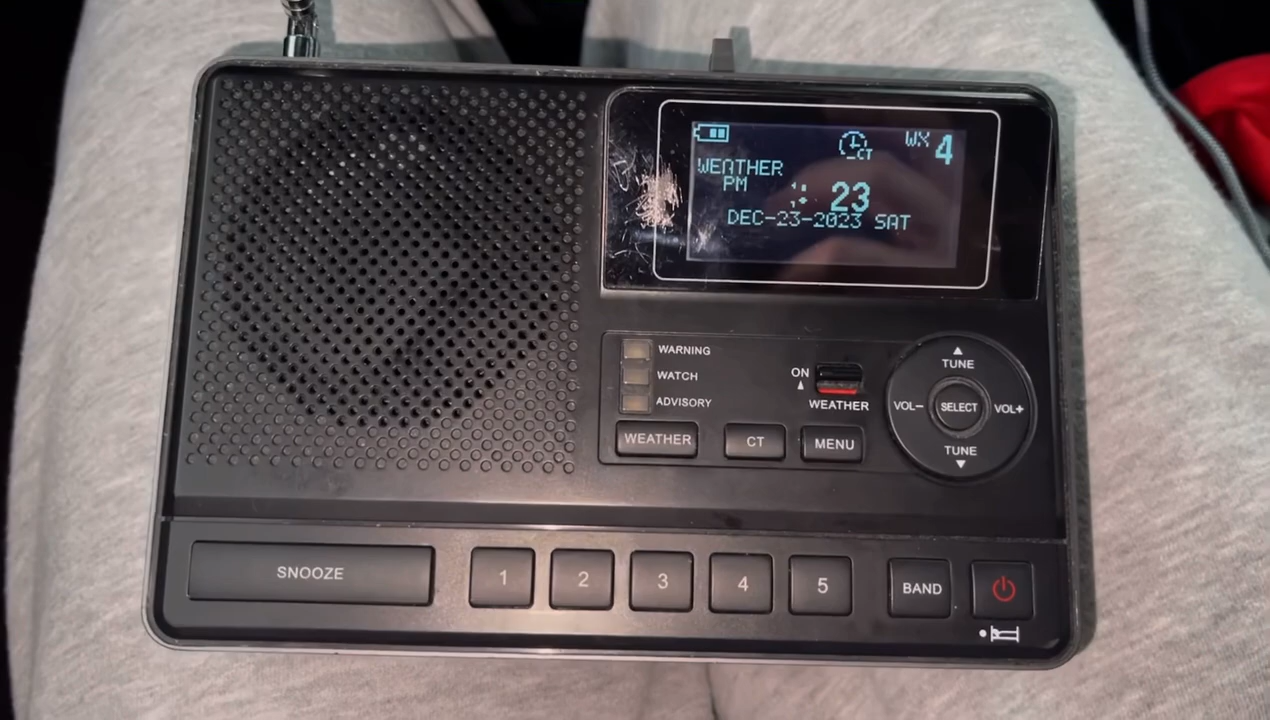 WX 4
CT
WEATHER
PM
23
DEC-23-2023 SAT
WARNING
WATCH
ADVISORY
ON
WEATHER
WEATHER
CT
MENU
TUNE
VOL- SELECT VOL+
TUNE
SNOOZE
1 2 3 4 5
BAND